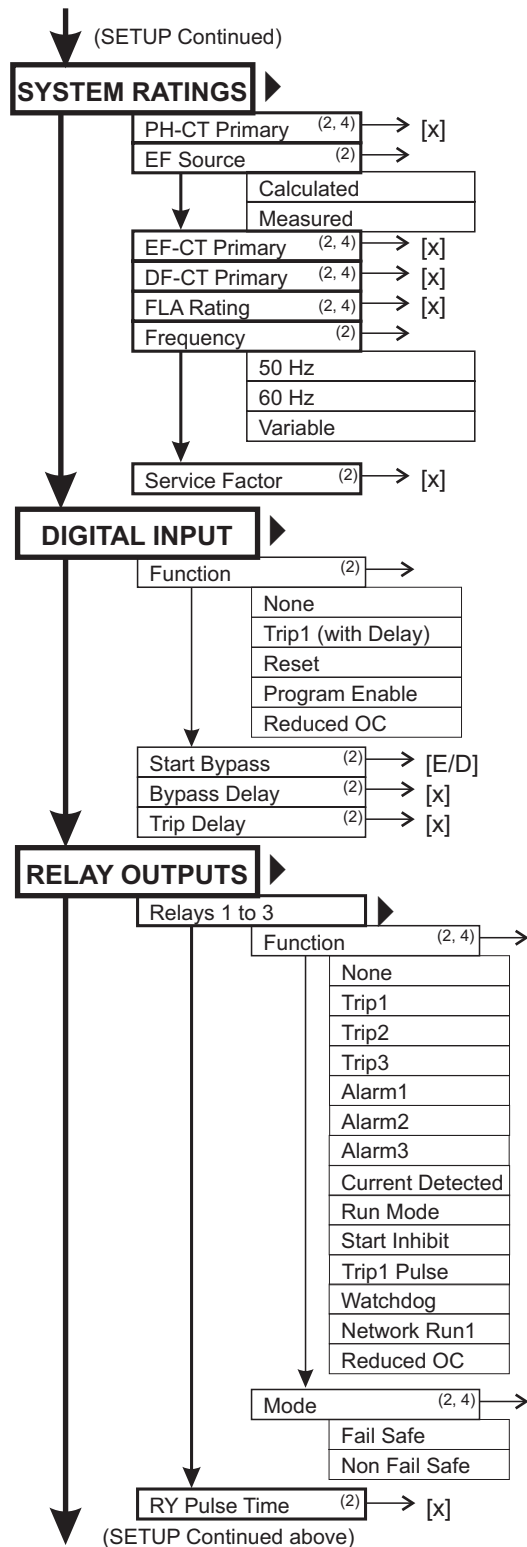 (SETUP Continued)
SYSTEM RATINGS
PH-CT Primary (2, 4) [x]
EF Source (2)
Calculated
Measured
EF-CT Primary (2, 4) [x]
DF-CT Primary (2, 4) [x]
FLA Rating (2, 4) [x]
Frequency (2)
50 Hz
60 Hz
Variable
Service Factor (2) [x]
DIGITAL INPUT
Function (2)
None
Trip1 (with Delay)
Reset
Program Enable
Reduced OC
Start Bypass (2) [E/D]
Bypass Delay (2) [x]
Trip Delay (2) [x]
RELAY OUTPUTS
Relays 1 to 3
Function (2, 4)
None
Trip1
Trip2
Trip3
Alarm1
Alarm2
Alarm3
Current Detected
Run Mode
Start Inhibit
Trip1 Pulse
Watchdog
Network Run1
Reduced OC
Mode (2, 4)
Fail Safe
Non Fail Safe
RY Pulse Time (2) [x]
(SETUP Continued above)